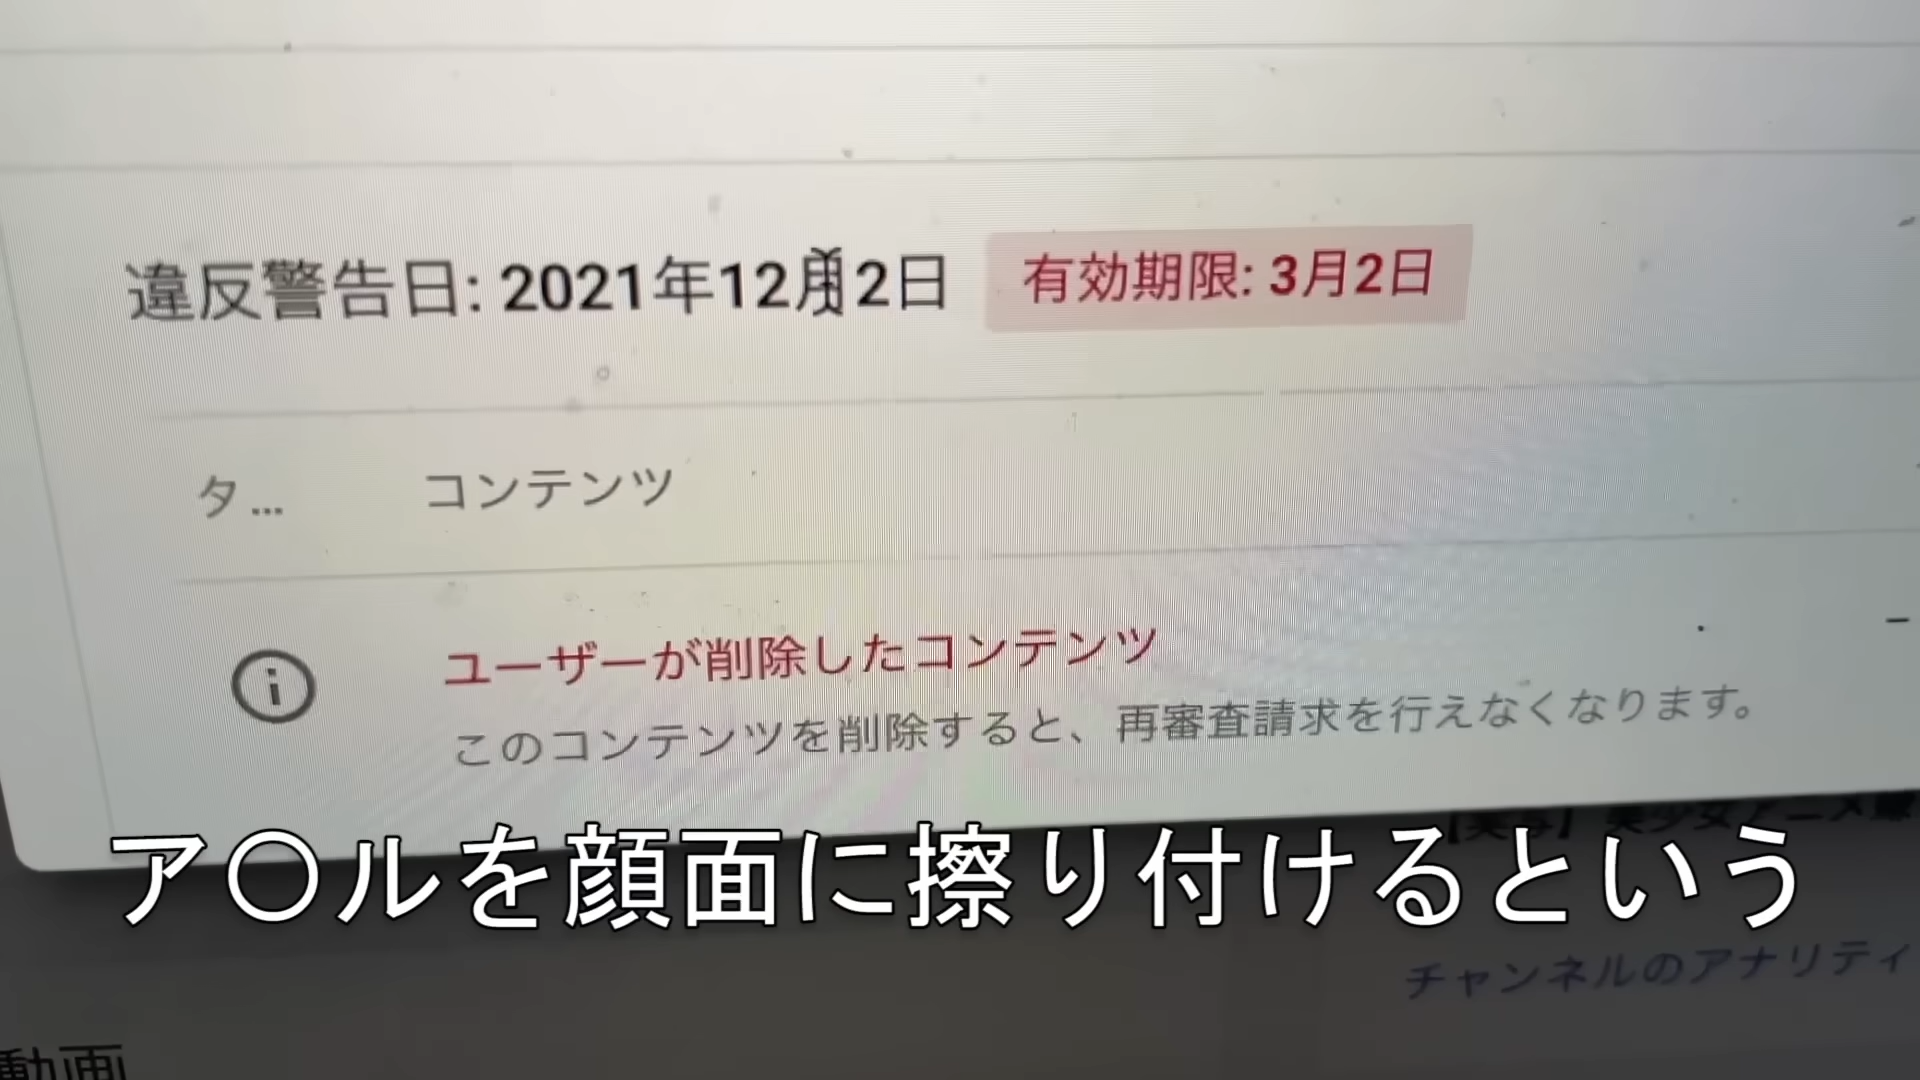 違反警告日: 2021年12月2日 有効期限: 3月2日
タ... コンテンツ
ユーザーが削除したコンテンツ
このコンテンツを削除すると、再審査請求を行えなくなります。
ア〇ルを顔面に擦り付けるという
チャンネルのアナリティ
動画